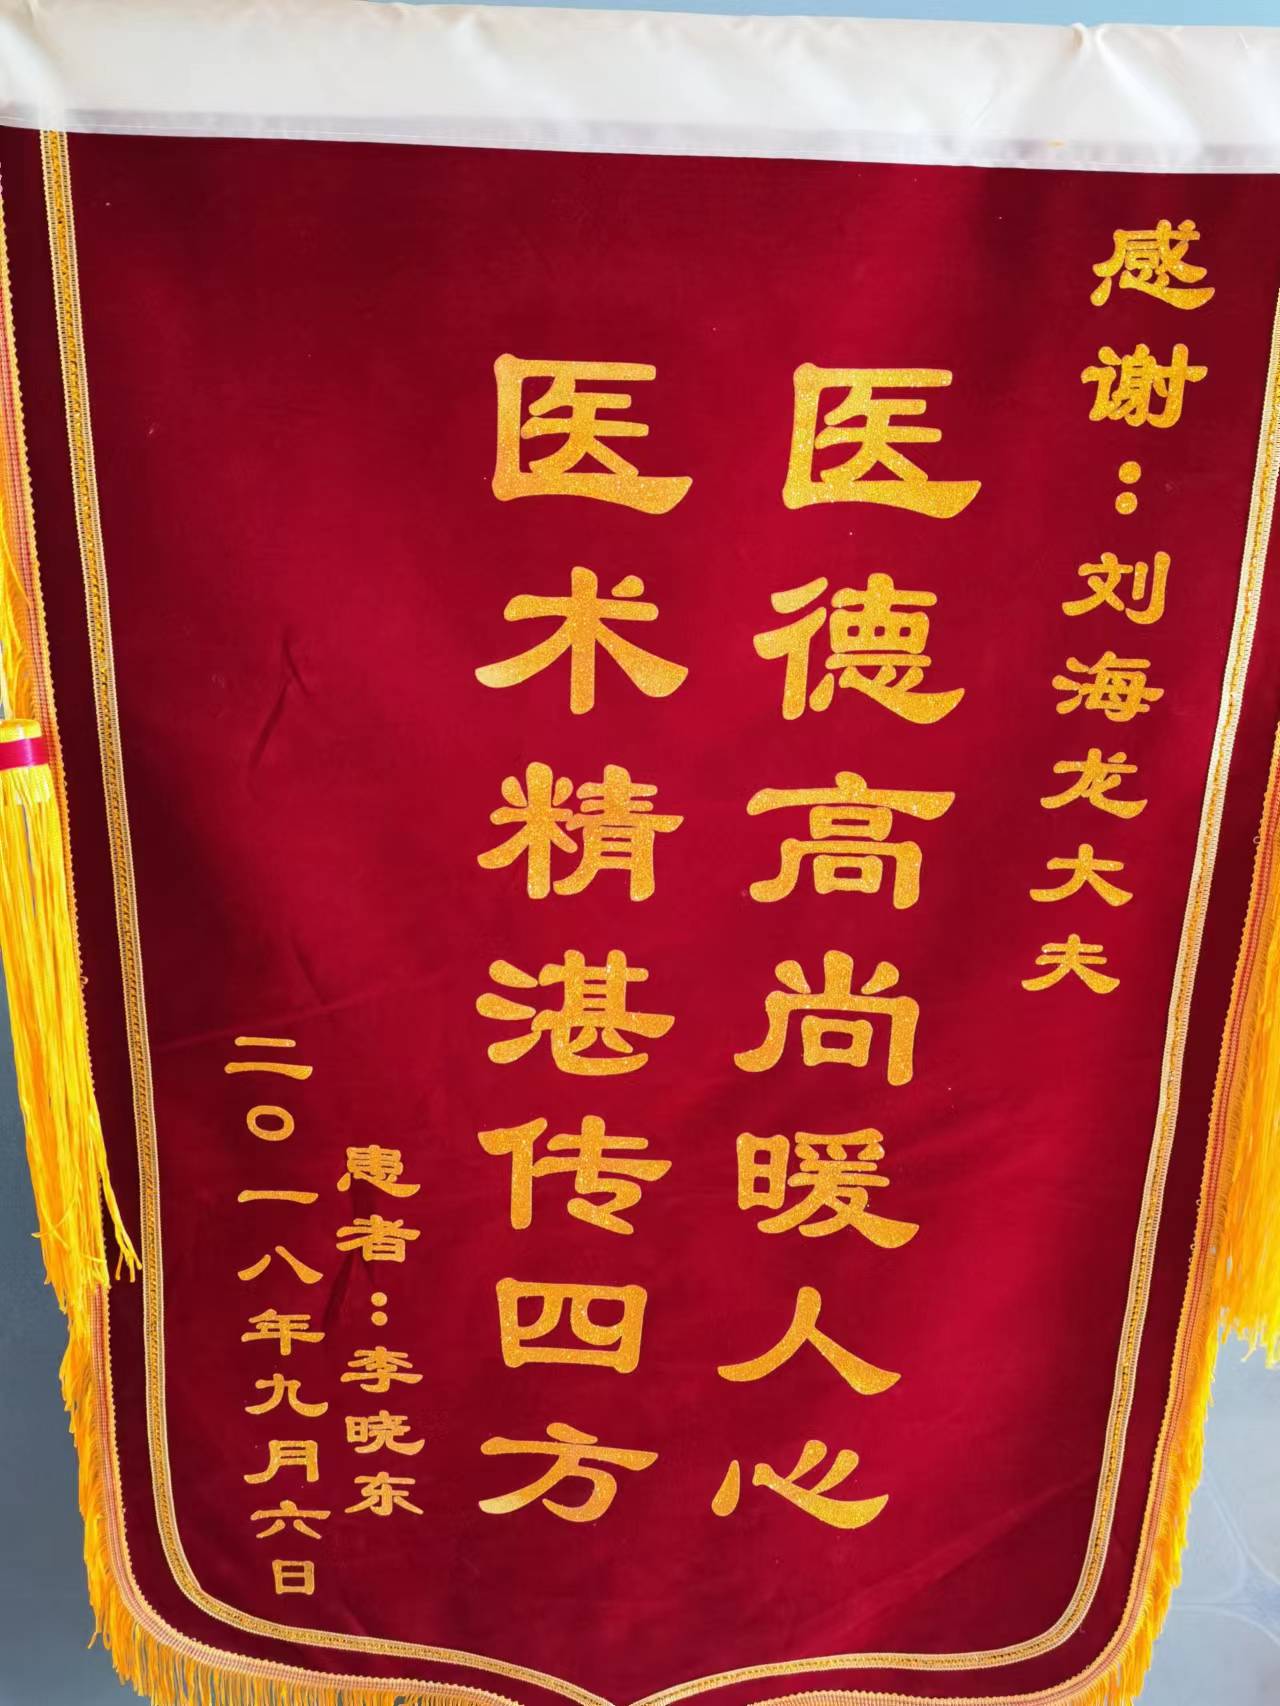 感谢：刘海龙大夫
医德高尚暖人心
医术精湛传四方
患者：李晓东
二〇一八年九月六日